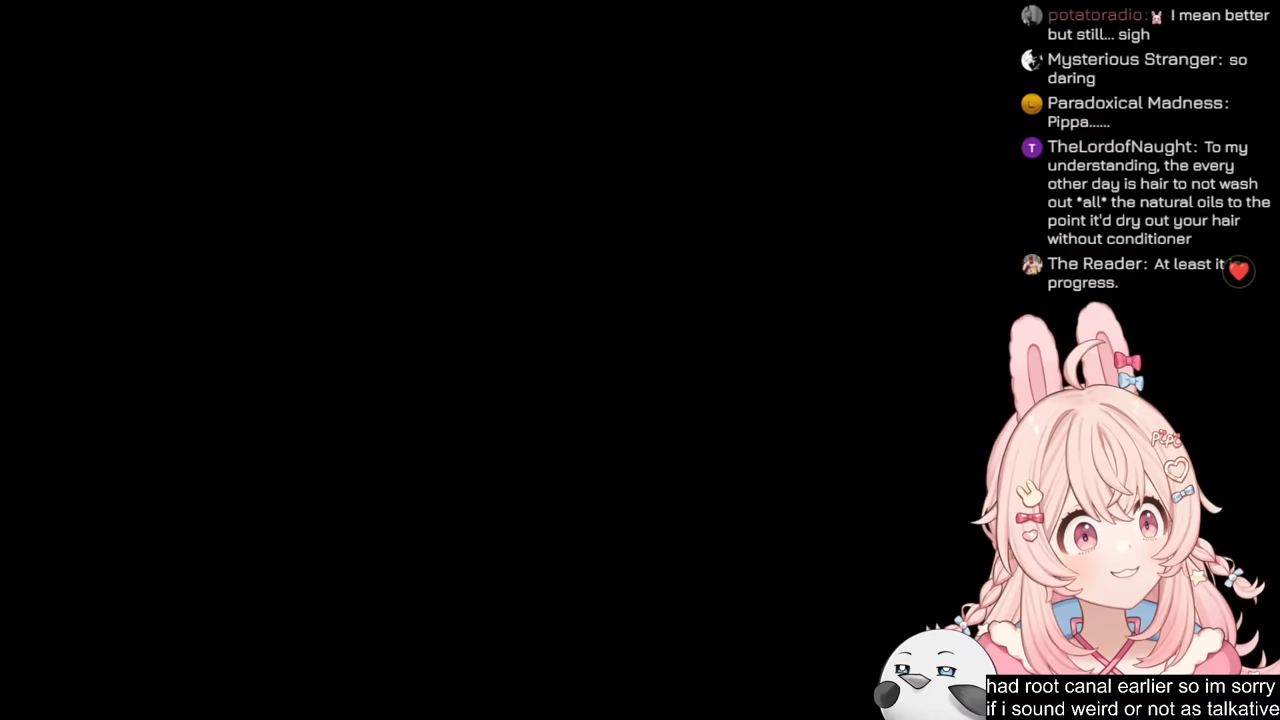 potatoradio: I mean better
but still... sigh
Mysterious Stranger: so
daring
Paradoxical Madness:
Pippa......
T TheLordofNaught: To my
understanding, the every
other day is hair to not wash
out *all* the natural oils to the
point it'd dry out your hair
without conditioner
The Reader: At least it
progress.
Pipi
had root canal earlier so im sorry
if i sound weird or not as talkative